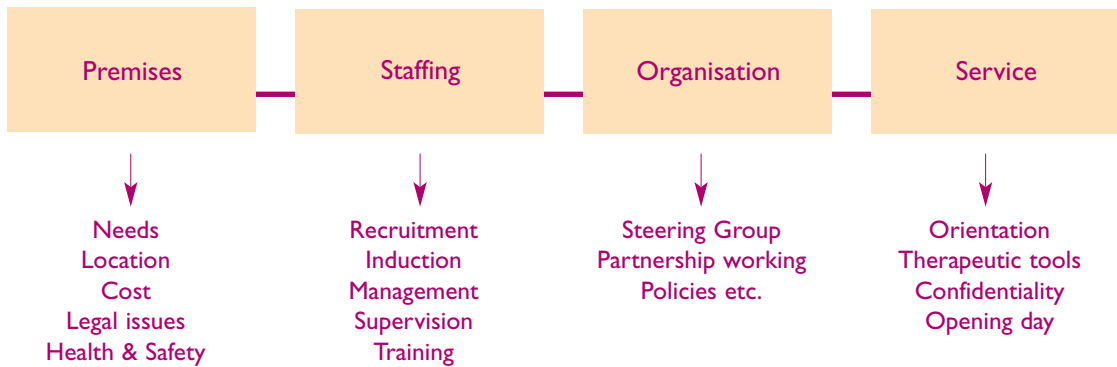 Premises
Staffing
Organisation
Service
Needs
Location
Cost
Legal issues
Health & Safety
Recruitment
Induction
Management
Supervision
Training
Steering Group
Partnership working
Policies etc.
Orientation
Therapeutic tools
Confidentiality
Opening day